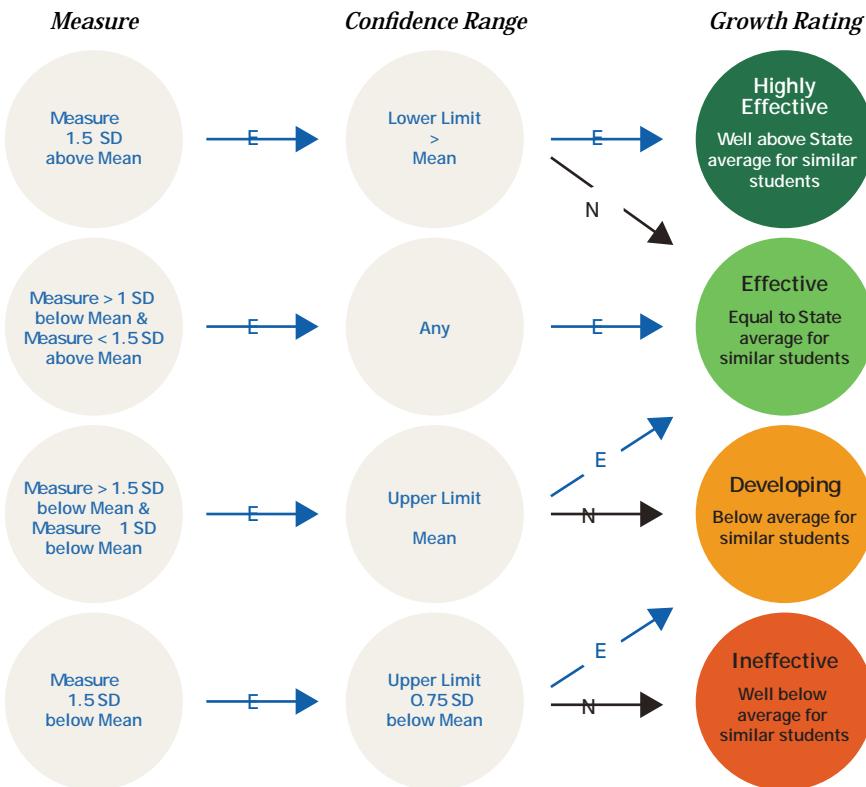 Measure
Confidence Range
Growth Rating
Measure
1.5 SD
above Mean
E
Lower Limit
>
Mean
E
N
Highly
Effective
Well above State
average for similar
students
Measure > 1 SD
below Mean &
Measure < 1.5 SD
above Mean
E
Any
E
Effective
Equal to State
average for
similar students
Measure > 1.5 SD
below Mean &
Measure 1 SD
below Mean
E
Upper Limit
Mean
E
N
Developing
Below average for
similar students
Measure
1.5 SD
below Mean
E
Upper Limit
0.75 SD
below Mean
E
N
Ineffective
Well below
average for
similar students